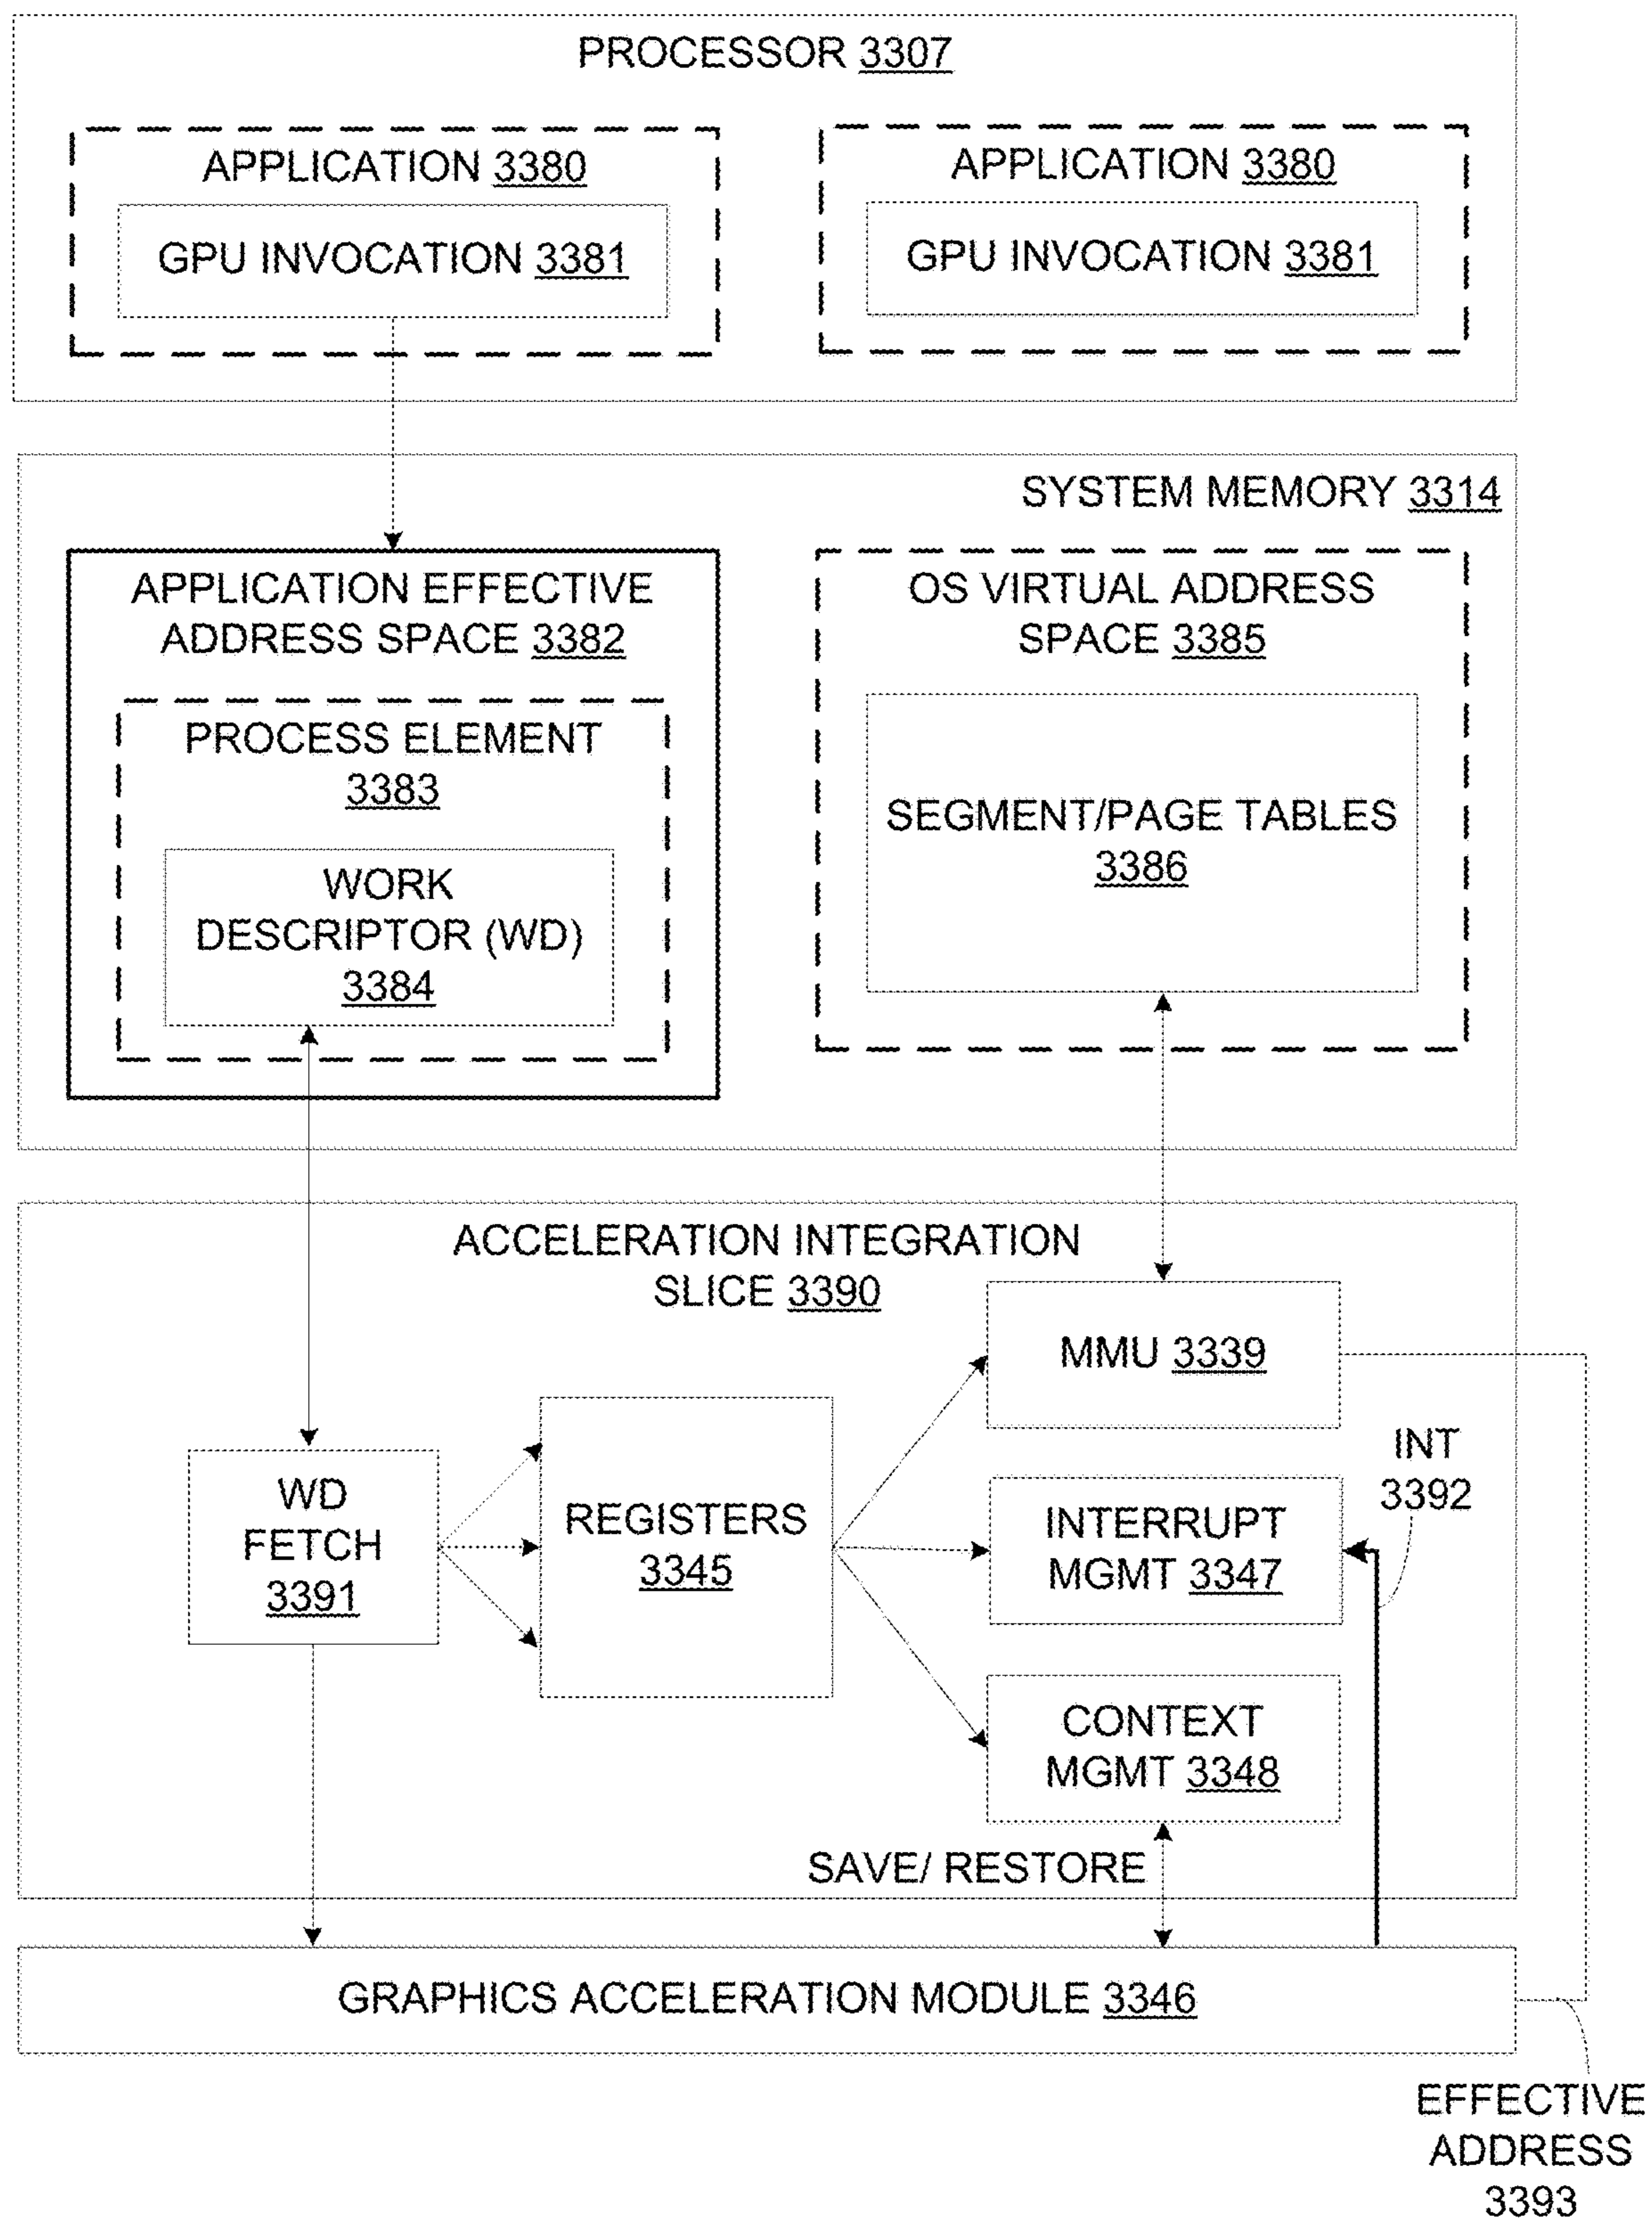 PROCESSOR 3307
APPLICATION 3380
GPU INVOCATION 3381
APPLICATION 3380
GPU INVOCATION 3381
SYSTEM MEMORY 3314
APPLICATION EFFECTIVE
ADDRESS SPACE 3382
PROCESS ELEMENT
3383
WORK
DESCRIPTOR (WD)
3384
OS VIRTUAL ADDRESS
SPACE 3385
SEGMENT/PAGE TABLES
3386
ACCELERATION INTEGRATION
SLICE 3390
MMU 3339
WD
FETCH
3391
REGISTERS
3345
INTERRUPT
MGMT 3347
INT
3392
CONTEXT
MGMT 3348
SAVE/ RESTORE
GRAPHICS ACCELERATION MODULE 3346
EFFECTIVE
ADDRESS
3393